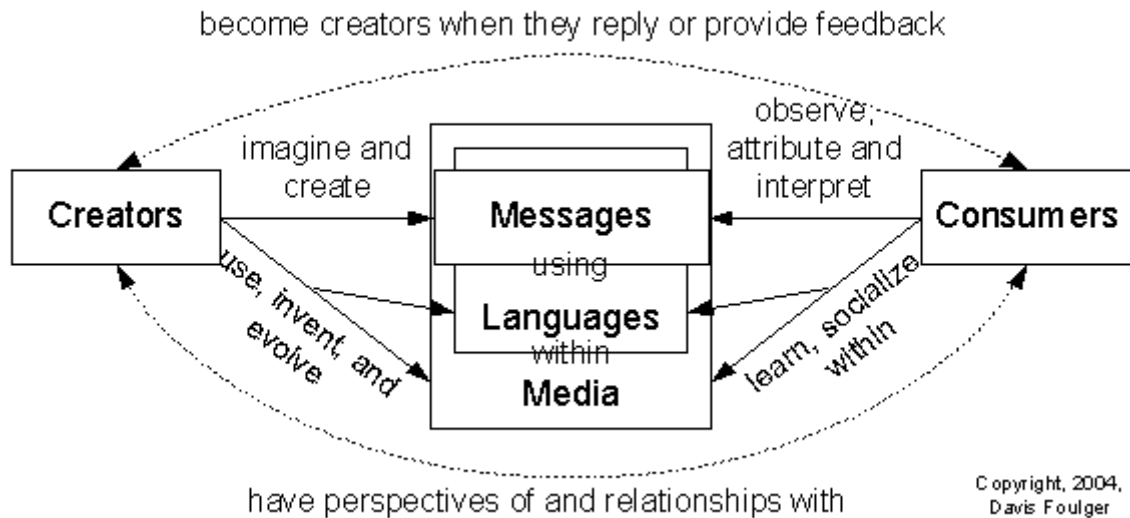 become creators when they reply or provide feedback
imagine and
create
observe,
attribute and
interpret
Creators
Messages
Consumers
using
use, invent, and
evolve
Languages
learn, socialize
within
within
Media
have perspectives of and relationships with
Copyright, 2004,
Davis Foulger